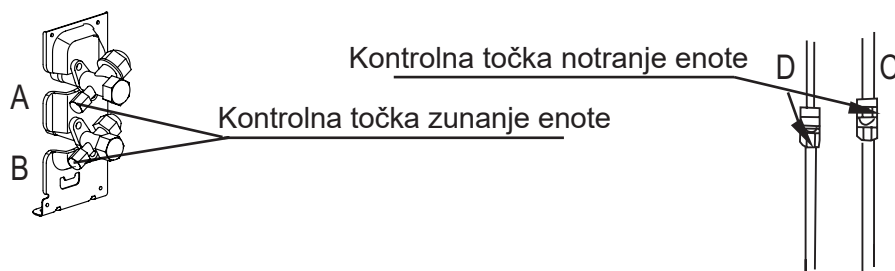 Kontrolna točka notranje enote
D
C
A
Kontrolna točka zunanje enote
B